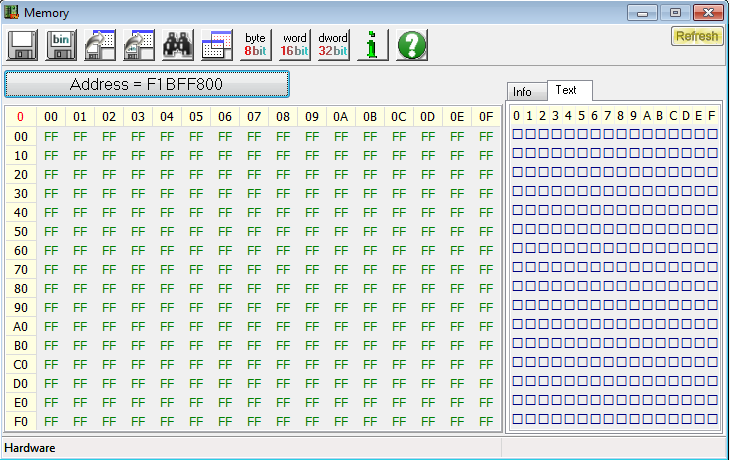 Memory
bin byte 8bit word 16bit dword 32bit i ? Refresh
Address = F1BFF800
Info Text
0 00 01 02 03 04 05 06 07 08 09 0A 0B 0C 0D 0E 0F 0 1 2 3 4 5 6 7 8 9 A B C D E F
00 FF FF FF FF FF FF FF FF FF FF FF FF FF FF FF FF
10 FF FF FF FF FF FF FF FF FF FF FF FF FF FF FF FF
20 FF FF FF FF FF FF FF FF FF FF FF FF FF FF FF FF
30 FF FF FF FF FF FF FF FF FF FF FF FF FF FF FF FF
40 FF FF FF FF FF FF FF FF FF FF FF FF FF FF FF FF
50 FF FF FF FF FF FF FF FF FF FF FF FF FF FF FF FF
60 FF FF FF FF FF FF FF FF FF FF FF FF FF FF FF FF
70 FF FF FF FF FF FF FF FF FF FF FF FF FF FF FF FF
80 FF FF FF FF FF FF FF FF FF FF FF FF FF FF FF FF
90 FF FF FF FF FF FF FF FF FF FF FF FF FF FF FF FF
A0 FF FF FF FF FF FF FF FF FF FF FF FF FF FF FF FF
B0 FF FF FF FF FF FF FF FF FF FF FF FF FF FF FF FF
C0 FF FF FF FF FF FF FF FF FF FF FF FF FF FF FF FF
D0 FF FF FF FF FF FF FF FF FF FF FF FF FF FF FF FF
E0 FF FF FF FF FF FF FF FF FF FF FF FF FF FF FF FF
F0 FF FF FF FF FF FF FF FF FF FF FF FF FF FF FF FF
Hardware